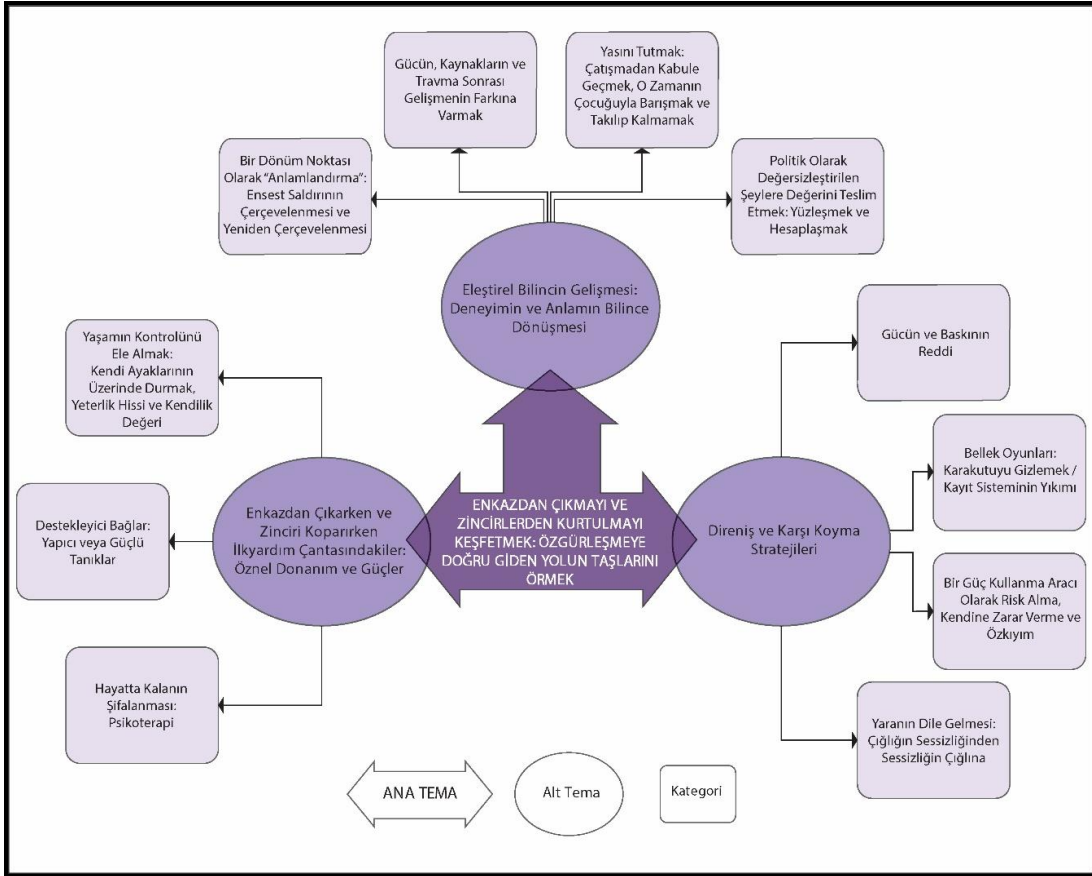 Gücün, Kaynakların ve
Travma Sonrası
Gelişmenin Farkına
Varmak
Yasını Tutmak:
Çatışmadan Kabule
Geçmek, O Zamanın
Çocuğuyla Barışmak ve
Takılıp Kalmamak
Bir Dönüm Noktası
Olarak “Anlamlandırma”:
Ensest Saldırının
Çerçevelenmesi ve
Yeniden Çerçevelenmesi
Politik Olarak
Değersizleştirilen
Şeylere Değerini Teslim
Etmek: Yüzleşmek ve
Hesaplaşmak
Eleştirel Bilincin Gelişmesi:
Deneyimin ve Anlamın Bilince
Dönüşmesi
Yaşamın Kontrolünü
Ele Almak:
Kendi Ayaklarının
Üzerinde Durmak,
Yeterlik Hissi ve Kendilik
Değeri
Gücün ve Baskının
Reddi
Destekleyici Bağlar:
Yapıcı veya Güçlü
Tanıklar
Enkazdan Çıkarken ve
Zinciri Koparırken
İlkyardım Çantasındakiler:
Öznel Donanım ve Güçler
ENKAZDAN ÇIKMAYI VE
ZİNCİRLERDEN KURTULMAYI
KEŞFETMEK: ÖZGÜRLEŞMEYE
DOĞRU GİDEN YOLUN TAŞLARINI
ÖRMEK
Direniş ve Karşı Koyma
Stratejileri
Bellek Oyunları:
Karakutuyu Gizlemek /
Kayıt Sisteminin Yıkımı
Bir Güç Kullanma Aracı
Olarak Risk Alma,
Kendine Zarar Verme ve
Özkıyım
Hayatta Kalanın
Şifalanması:
Psikoterapi
Yaranın Dile Gelmesi:
Çığlığın Sessizliğinden
Sessizliğin Çığlına
ANA TEMA
Alt Tema
Kategori